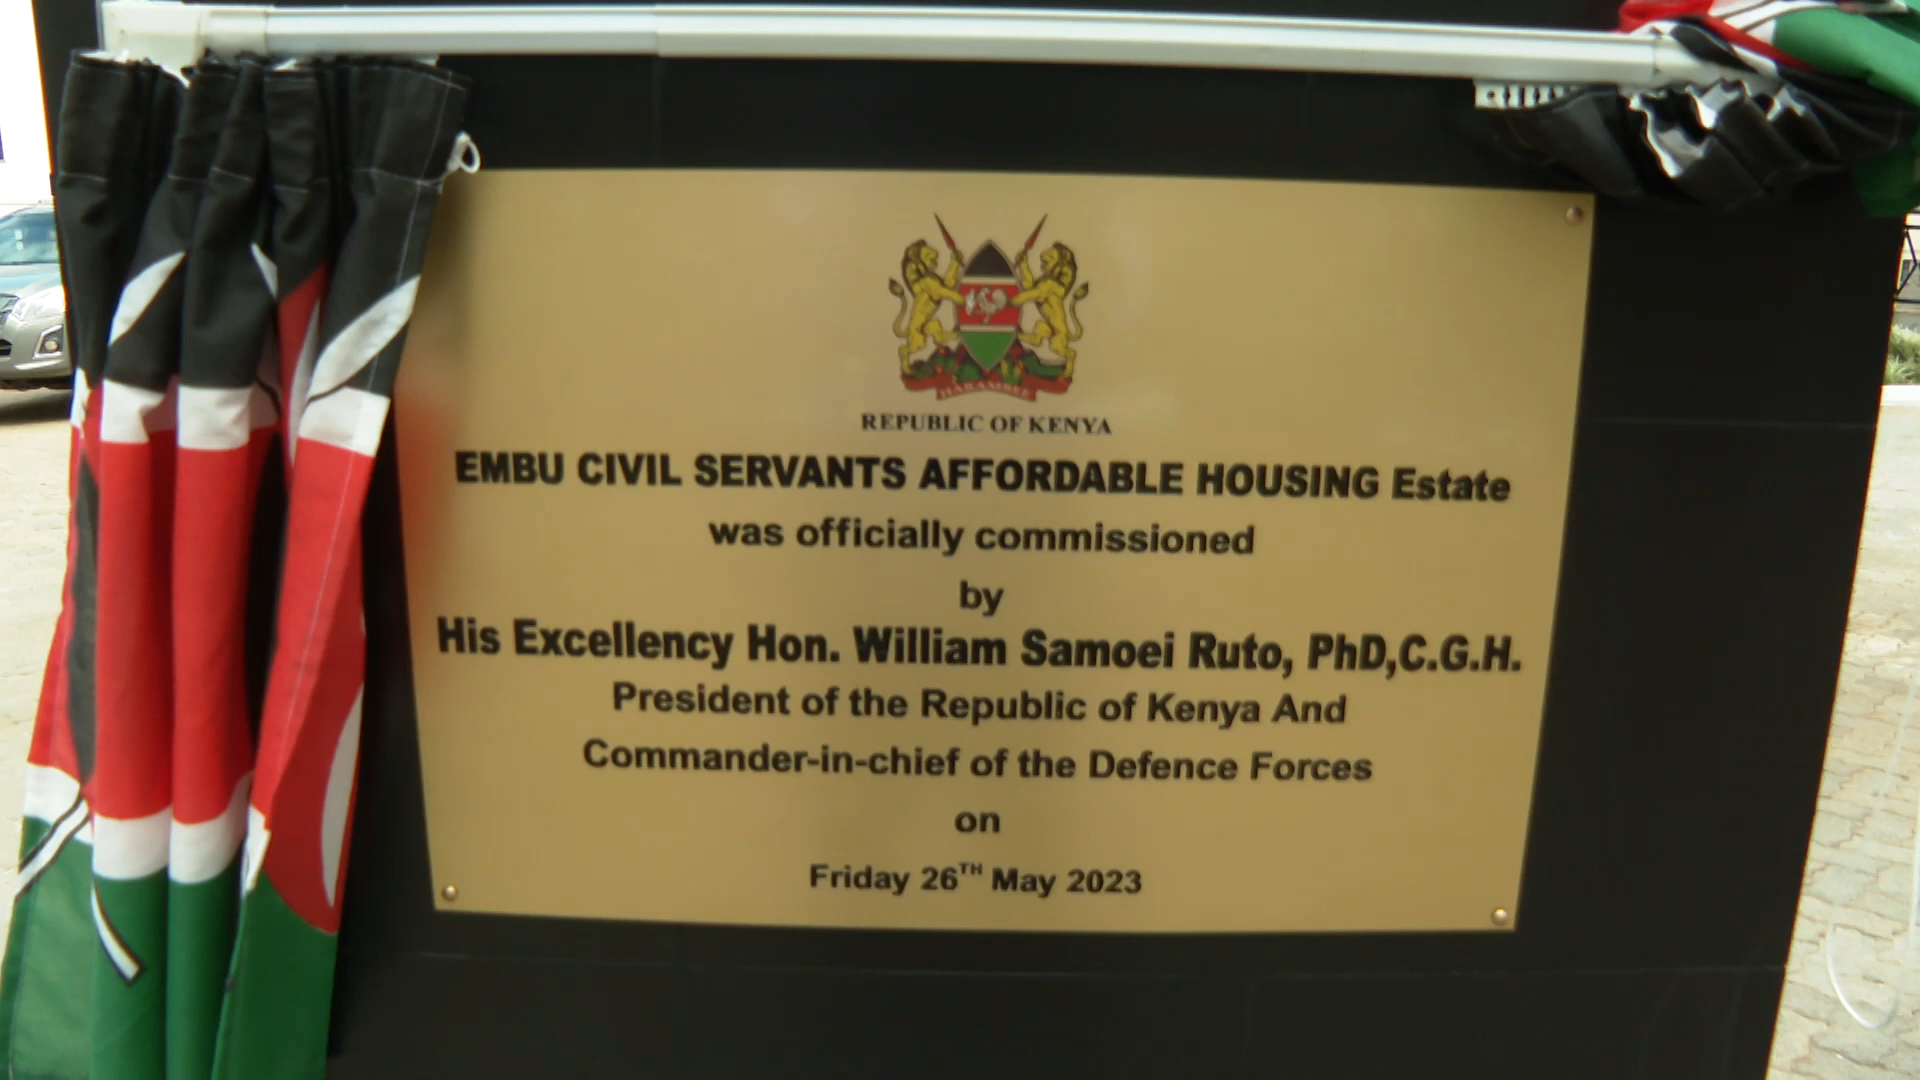 HARAMBEE
REPUBLIC OF KENYA
EMBU CIVIL SERVANTS AFFORDABLE HOUSING Estate
was officially commissioned
by
His Excellency Hon. William Samoei Ruto, PhD,C.G.H.
President of the Republic of Kenya And
Commander-in-chief of the Defence Forces
on
Friday 26TH May 2023